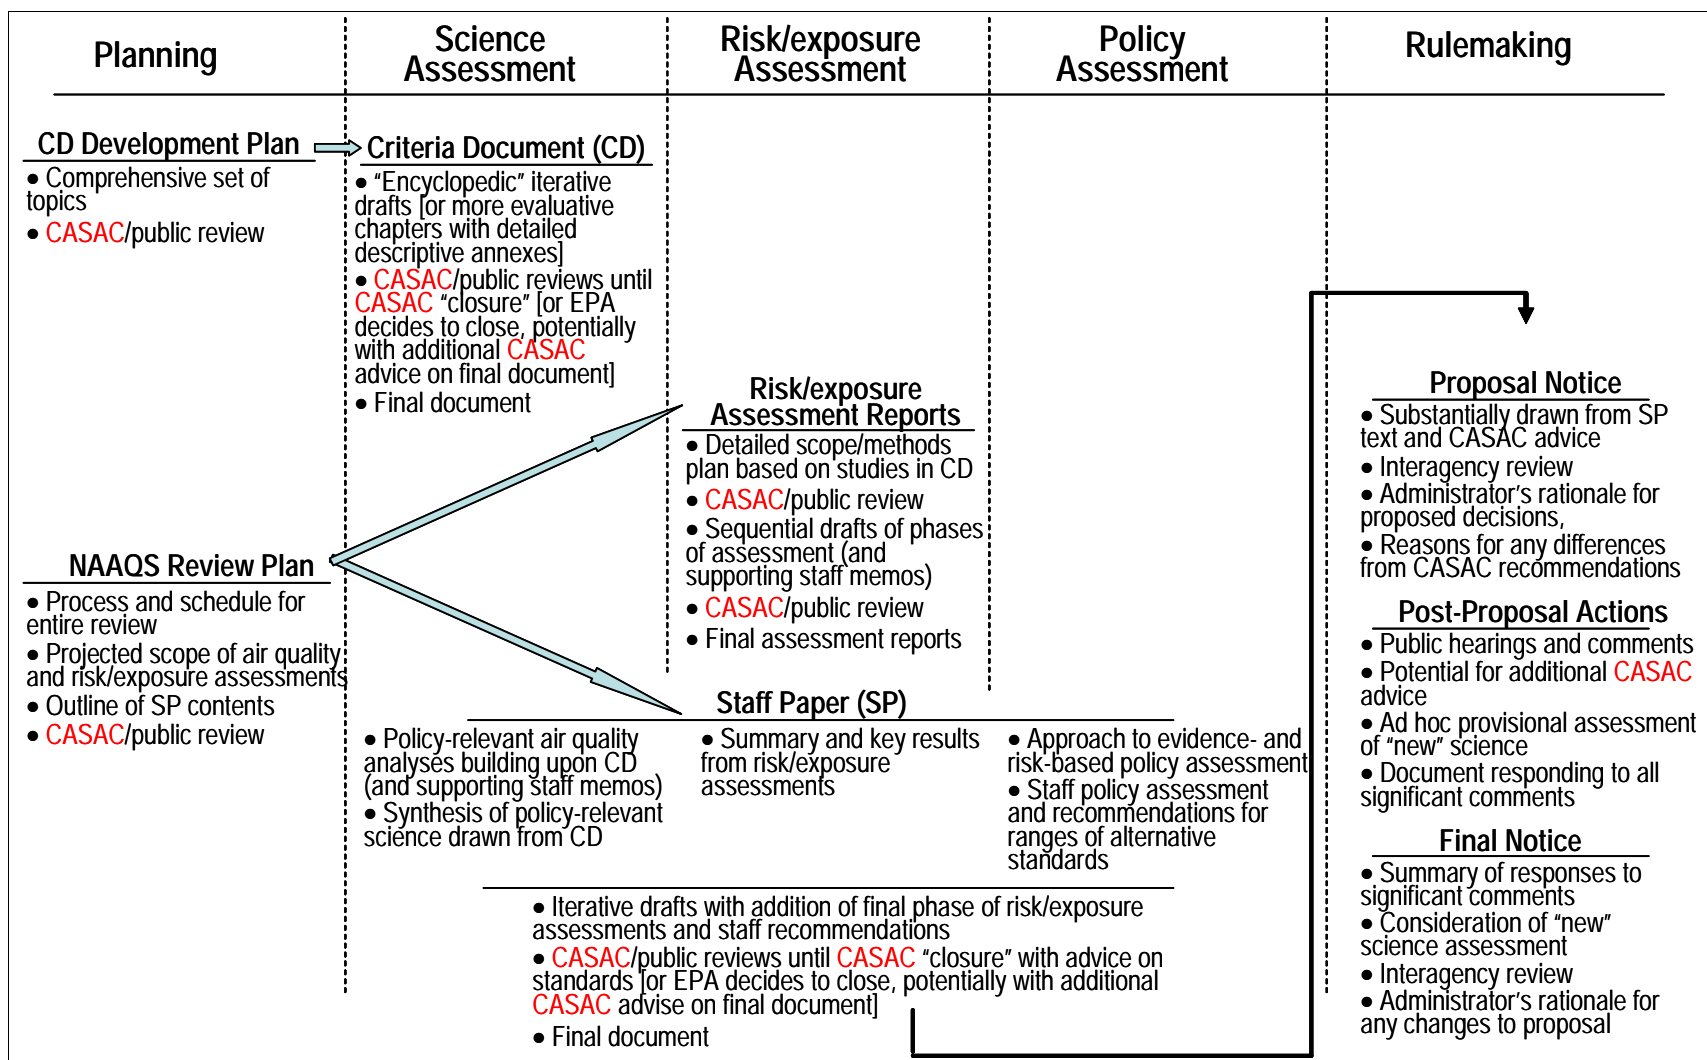 Planning
Science
Assessment
Risk/exposure
Assessment
Policy
Assessment
Rulemaking
CD Development Plan
• Comprehensive set of
topics
• CASAC/public review
NAAQS Review Plan
• Process and schedule for
entire review
• Projected scope of air quality
and risk/exposure assessments
• Outline of SP contents
• CASAC/public review
Criteria Document (CD)
• “Encyclopedic” iterative
drafts [or more evaluative
chapters with detailed
descriptive annexes]
• CASAC/public reviews until
CASAC “closure” [or EPA
decides to close, potentially
with additional CASAC
advice on final document]
• Final document
Risk/exposure
Assessment Reports
• Detailed scope/methods
plan based on studies in CD
• CASAC/public review
• Sequential drafts of phases
of assessment (and
supporting staff memos)
• CASAC/public review
• Final assessment reports
Staff Paper (SP)
• Policy-relevant air quality
analyses building upon CD
(and supporting staff memos)
• Synthesis of policy-relevant
science drawn from CD
• Summary and key results
from risk/exposure
assessments
• Approach to evidence- and
risk-based policy assessment
• Staff policy assessment
and recommendations for
ranges of alternative
standards
• Iterative drafts with addition of final phase of risk/exposure
assessments and staff recommendations
• CASAC/public reviews until CASAC “closure” with advice on
standards [or EPA decides to close, potentially with additional
CASAC advise on final document]
• Final document
Proposal Notice
• Substantially drawn from SP
text and CASAC advice
• Interagency review
• Administrator’s rationale for
proposed decisions,
• Reasons for any differences
from CASAC recommendations
Post-Proposal Actions
• Public hearings and comments
• Potential for additional CASAC
advice
• Ad hoc provisional assessment
of “new” science
• Document responding to all
significant comments
Final Notice
• Summary of responses to
significant comments
• Consideration of “new”
science assessment
• Interagency review
• Administrator’s rationale for
any changes to proposal